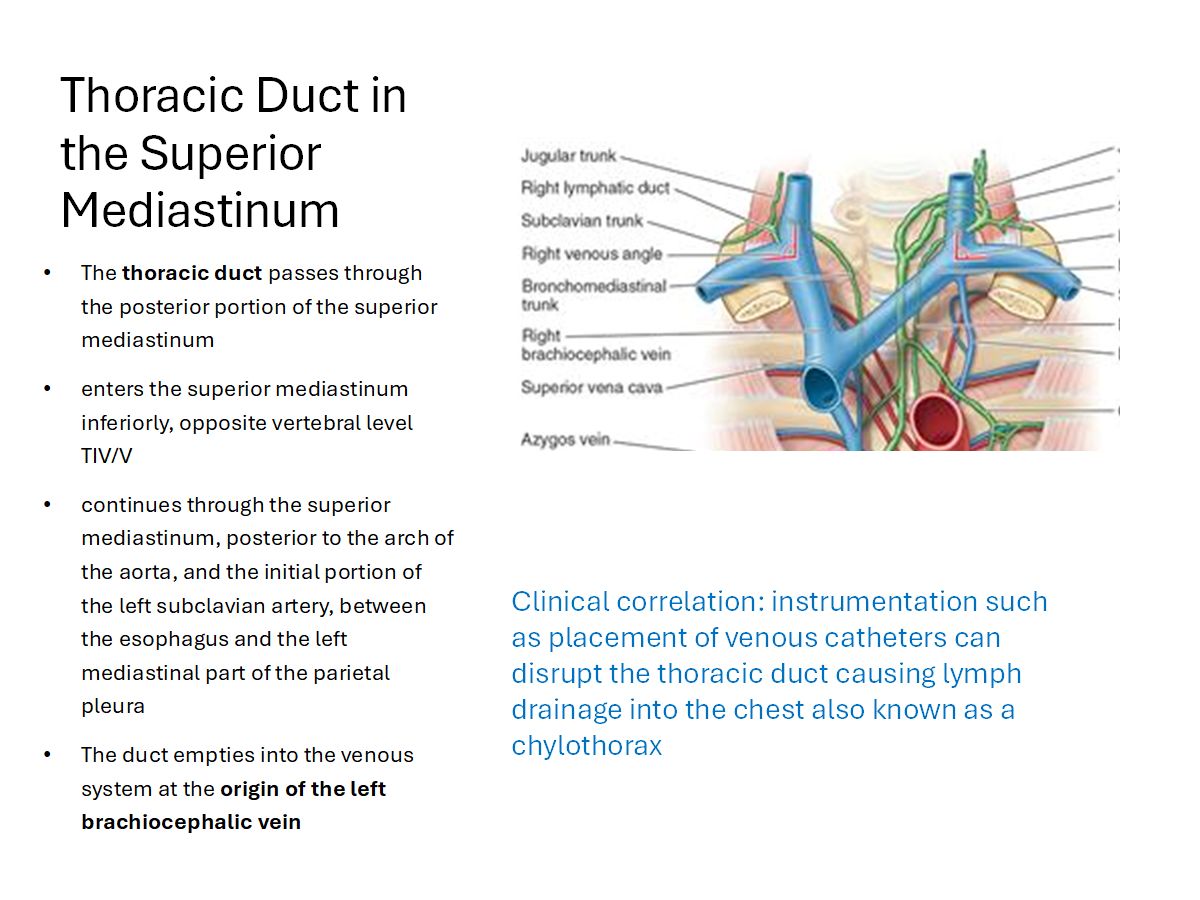 Thoracic Duct in
the Superior
Mediastinum
• The thoracic duct passes through
the posterior portion of the superior
mediastinum
• enters the superior mediastinum
inferiorly, opposite vertebral level
TIV/V
• continues through the superior
mediastinum, posterior to the arch of
the aorta, and the initial portion of
the left subclavian artery, between
the esophagus and the left
mediastinal part of the parietal
pleura
• The duct empties into the venous
system at the origin of the left
brachiocephalic vein
Jugular trunk
Right lymphatic duct
Subclavian trunk
Right venous angle
Bronchomediastinal
trunk
Right
brachiocephalic vein
Superior vena cava
Azygos vein
Clinical correlation: instrumentation such
as placement of venous catheters can
disrupt the thoracic duct causing lymph
drainage into the chest also known as a
chylothorax